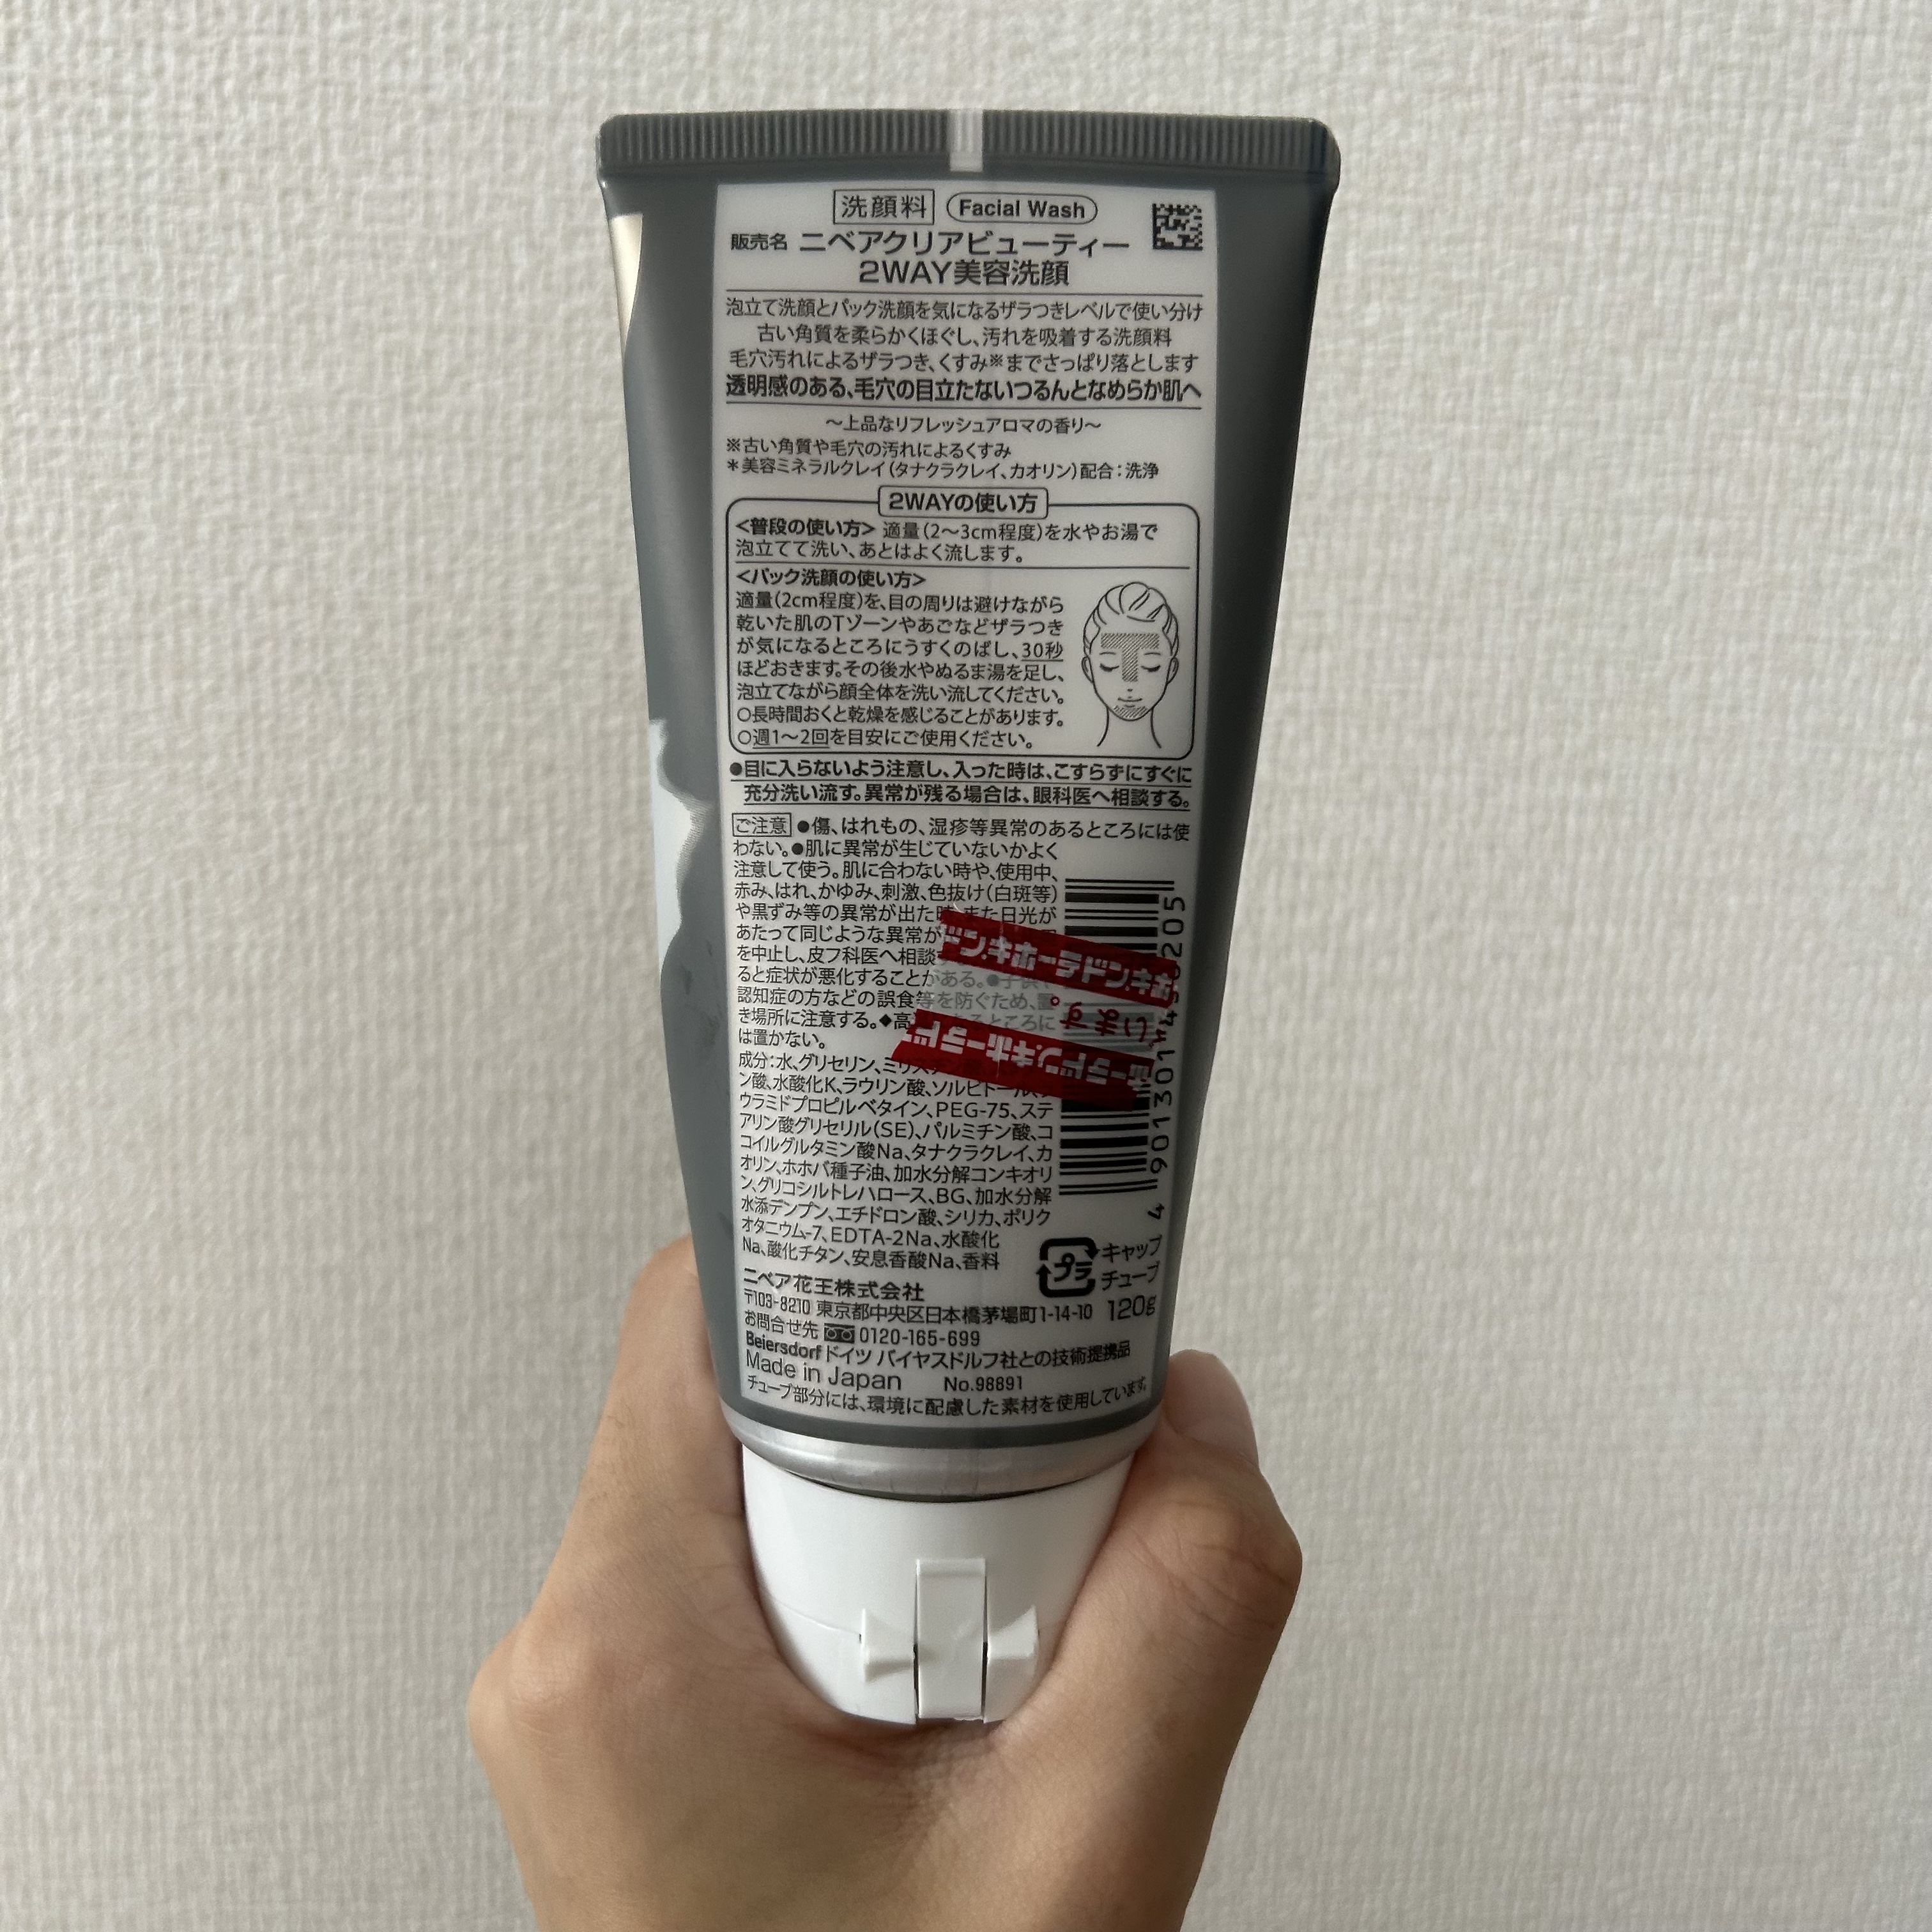 洗顔料 Facial Wash
販売名 ニベアクリアビューティー
2WAY美容洗顔
泡立て洗顔とパック洗顔を気になるザラつきレベルで使い分け
古い角質を柔らかくほぐし、汚れを吸着する洗顔料
毛穴汚れによるザラつき、くすみ※までさっぱり落とします
透明感のある、毛穴の目立たないつるんとなめらか肌へ
～上品なリフレッシュアロマの香り～
※古い角質や毛穴の汚れによるくすみ
＊美容ミネラルクレイ(タナクラクレイ、カオリン)配合：洗浄
2WAYの使い方
<普段の使い方> 適量(2～3cm程度)を水やお湯で
泡立てて洗い、あとはよく流します。
<パック洗顔の使い方>
適量(2cm程度)を、目の周りは避けながら
乾いた肌のTゾーンやあごなどザラつき
が気になるところにうすくのばし、30秒
ほどおきます。その後水やぬるま湯を足し、
泡立てながら顔全体を洗い流してください。
○長時間おくと乾燥を感じることがあります。
○週1～2回を目安にご使用ください。
●目に入らないよう注意し、入った時は、こすらずにすぐに
充分洗い流す。異常が残る場合は、眼科医へ相談する。
ご注意 ●傷、はれもの、湿疹等異常のあるところには使
わない。●肌に異常が生じていないかよく
注意して使う。肌に合わない時や、使用中、
赤み、はれ、かゆみ、刺激、色抜け(白斑等)
や黒ずみ等の異常が出た時、また日光が
あたって同じような異常が
を中止し、皮フ科医へ相談
ると症状が悪化することがある。●子供や
認知症の方などの誤食等を防ぐため、置
き場所に注意する。◆高 あるところに
は置かない。
成分：水、グリセリン、ミリスチン
ン酸、水酸化K、ラウリン酸、ソルビトール、ラ
ウラミドプロピルベタイン、PEG-75、ステ
アリン酸グリセリル(SE)、パルミチン酸、コ
コイルグルタミン酸Na、タナクラクレイ、カ
オリン、ホホバ種子油、加水分解コンキオリ
ン、グリコシルトレハロース、BG、加水分解
水添デンプン、エチドロン酸、シリカ、ポリク
オタニウム-7、EDTA-2Na、水酸化
Na、酸化チタン、安息香酸Na、香料
ドン.キホーテ ドン.キホ
います。
ホーテ ドン.キホーテ ド
4 901301
205
プラ
キャップ
チューブ
ニベア花王株式会社
〒103-8210 東京都中央区日本橋茅場町1-14-10 120g
お問合せ先 0120-165-699
Beiersdorf ドイツ バイヤスドルフ社との技術提携品
Made in Japan No.98891
チューブ部分には、環境に配慮した素材を使用しています。